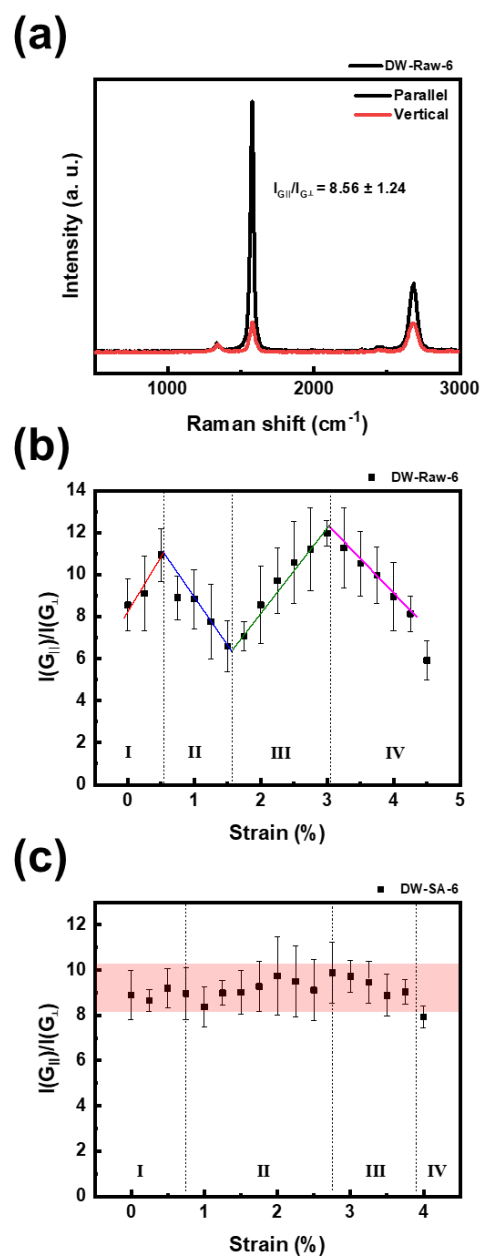 (a)
DW-Raw-6
Parallel
Vertical
I_G∥/I_G⊥ = 8.56 ± 1.24
Intensity (a. u.)
1000 2000 3000
Raman shift (cm⁻¹)
(b)
DW-Raw-6
14
12
10
8
6
4
2
0
I(G∥)/I(G⊥)
I II III IV
0 1 2 3 4 5
Strain (%)
(c)
DW-SA-6
12
10
8
6
4
2
0
I(G∥)/I(G⊥)
I II III IV
0 1 2 3 4
Strain (%)